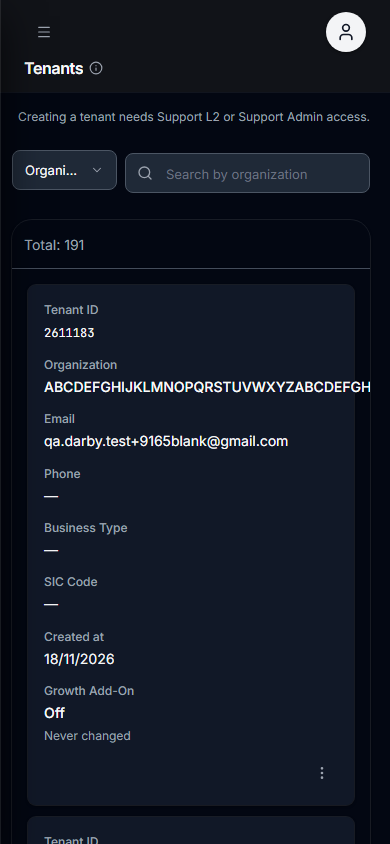 Tenants
Creating a tenant needs Support L2 or Support Admin access.
Organi...
Search by organization
Total: 191
Tenant ID
2611183
Organization
ABCDEFGHIJKLMNOPQRSTUVWXYZABCDEFGH
Email
qa.darby.test+9165blank@gmail.com
Phone
—
Business Type
—
SIC Code
—
Created at
18/11/2026
Growth Add-On
Off
Never changed
Tenant ID